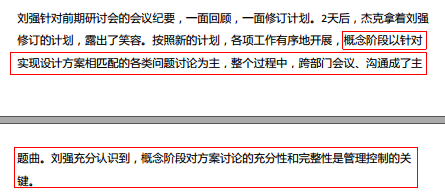 刘强针对前期研讨会的会议纪要，一面回顾，一面修订计划。2天后，杰克拿着刘强
修订的计划，露出了笑容。按照新的计划，各项工作有序地开展，概念阶段以针对
实现设计方案相匹配的各类问题讨论为主，整个过程中，跨部门会议、沟通成了主
题曲。刘强充分认识到，概念阶段对方案讨论的充分性和完整性是管理控制的关
键。